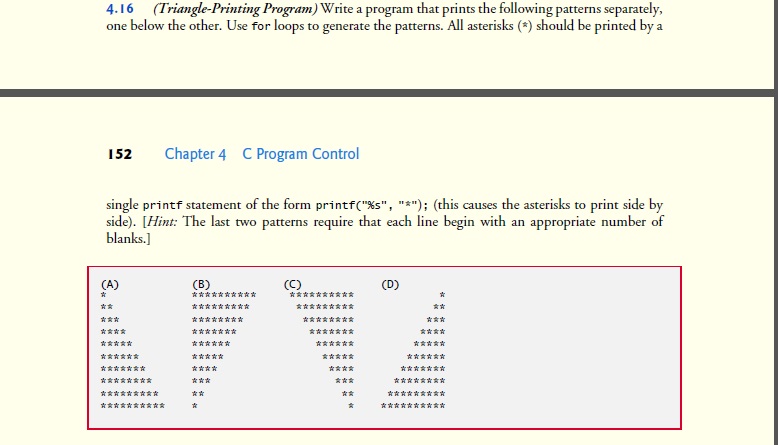 4.16 (Triangle-Printing Program) Write a program that prints the following patterns separately,
one below the other. Use for loops to generate the patterns. All asterisks (*) should be printed by a
152 Chapter 4 C Program Control
single printf statement of the form printf("%s", "*"); (this causes the asterisks to print side by
side). [Hint: The last two patterns require that each line begin with an appropriate number of
blanks.]
(A)           (B)           (C)            (D)
*             **********    **********              *
**            *********      *********             **
***           ********        ********            ***
****          *******          *******           ****
*****         ******            ******          *****
******        *****              *****         ******
*******       ****                ****        *******
********      ***                  ***       ********
*********     **                    **      *********
**********    *                      *     **********